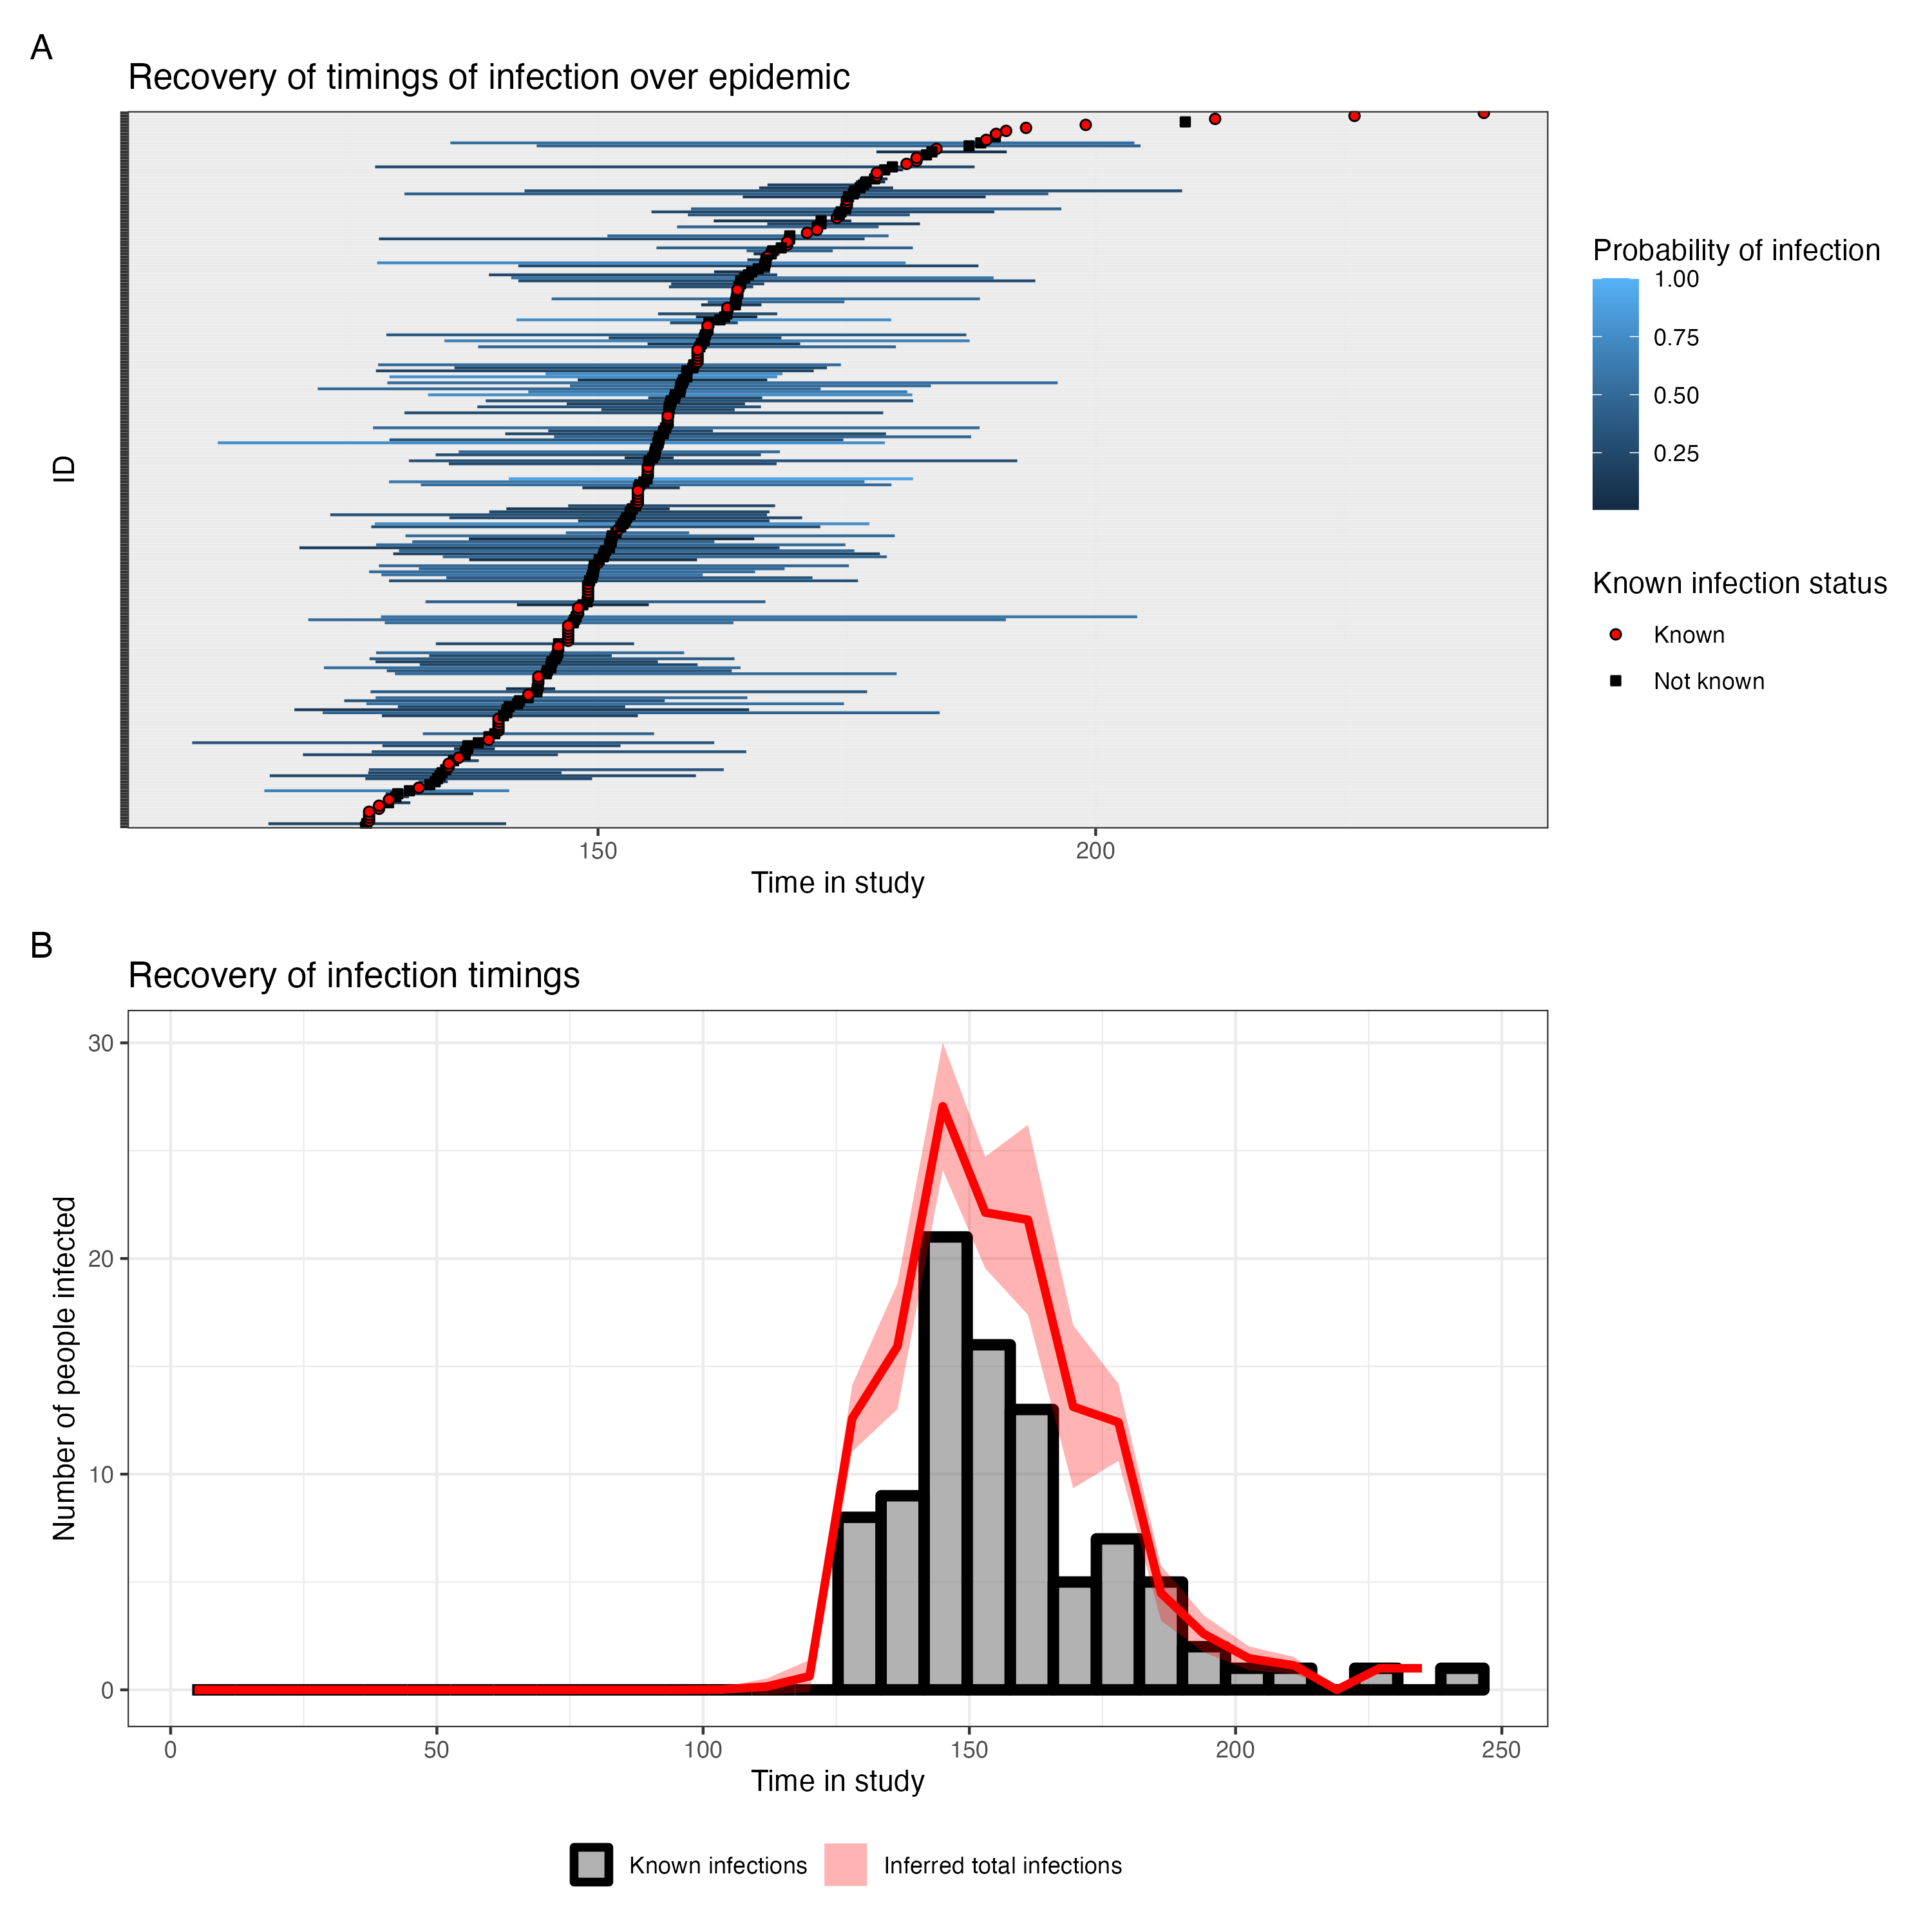 A
Recovery of timings of infection over epidemic
ID
150 200
Time in study
Probability of infection
1.00
0.75
0.50
0.25
Known infection status
Known
Not known
B
Recovery of infection timings
Number of people infected
30
20
10
0
0 50 100 150 200 250
Time in study
Known infections Inferred total infections